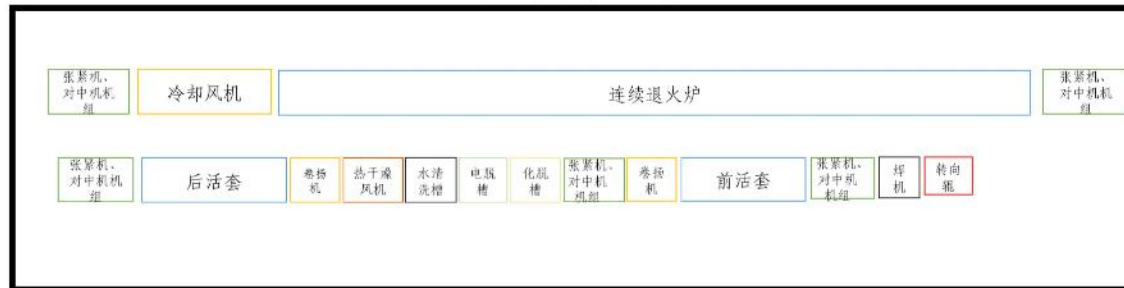 张紧机、
对中机机
组
冷却风机
连续退火炉
张紧机、
对中机机
组
张紧机、
对中机机
组
后活套
卷扬
机
热干燥
风机
水清
洗槽
电脱
槽
化脱
槽
张紧机、
对中机
机组
卷扬
机
前活套
张紧机、
对中机
机组
焊
机
转向
辊